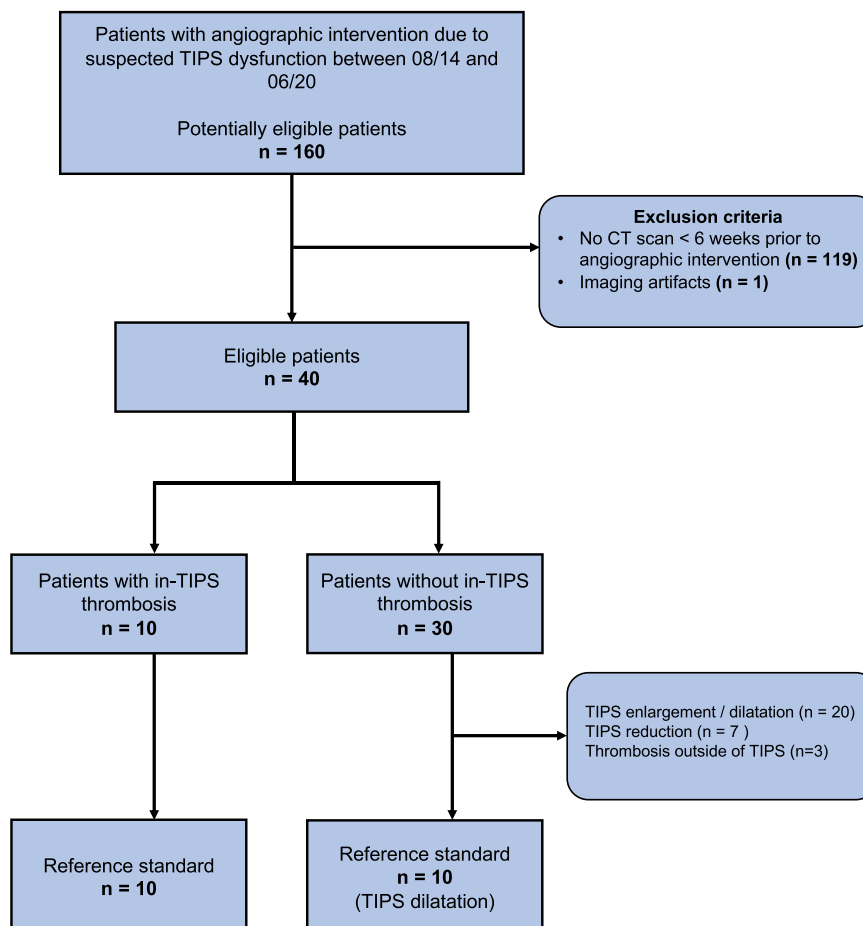 Patients with angiographic intervention due to
suspected TIPS dysfunction between 08/14 and
06/20
Potentially eligible patients
n = 160
Exclusion criteria
• No CT scan < 6 weeks prior to
angiographic intervention (n = 119)
• Imaging artifacts (n = 1)
Eligible patients
n = 40
Patients with in-TIPS
thrombosis
n = 10
Patients without in-TIPS
thrombosis
n = 30
TIPS enlargement / dilatation (n = 20)
TIPS reduction (n = 7 )
Thrombosis outside of TIPS (n=3)
Reference standard
n = 10
Reference standard
n = 10
(TIPS dilatation)